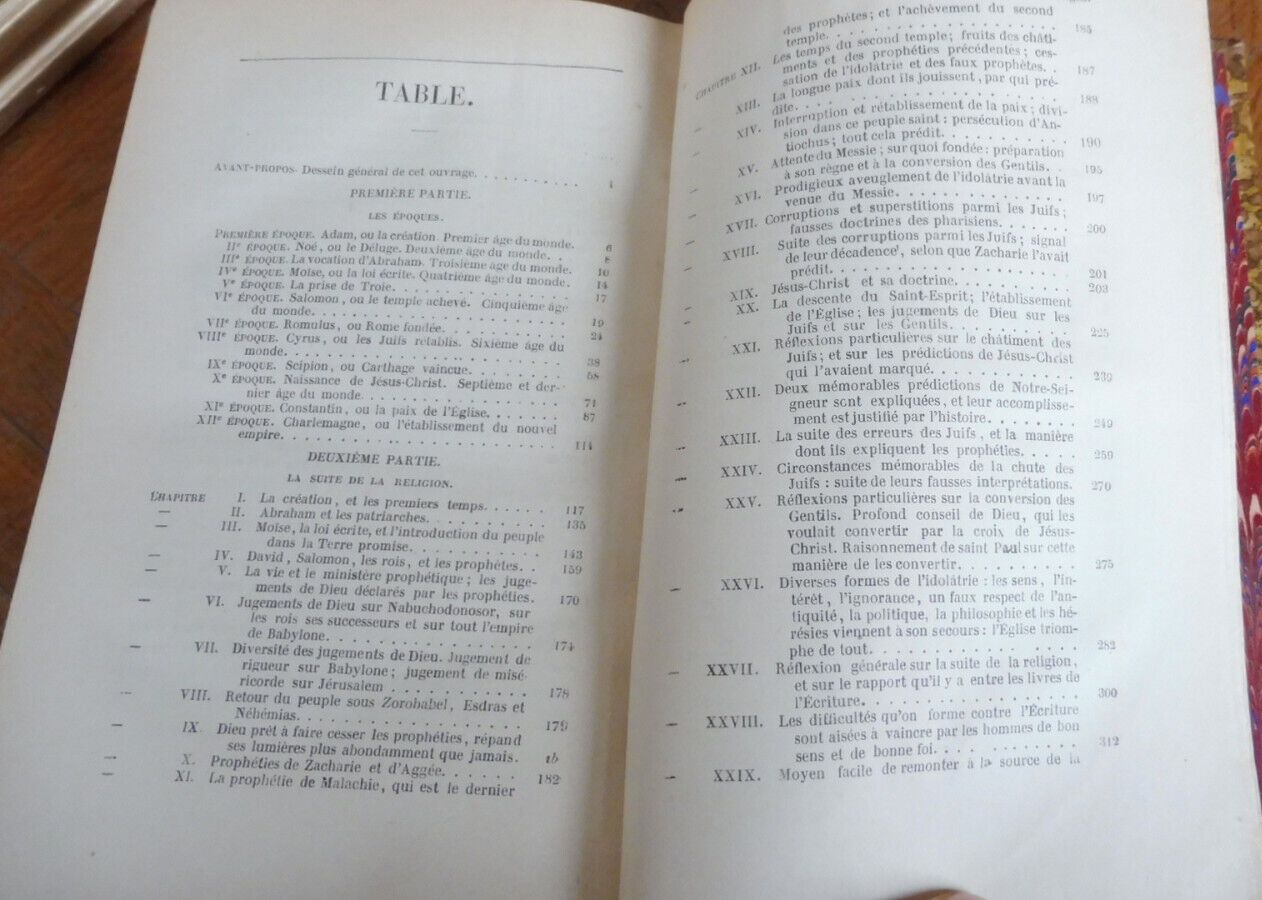 TABLE.
AVANT-PROPOS. Dessein général de cet ouvrage. . . . . . . . . . 1
PREMIÈRE PARTIE.
LES ÉPOQUES.
PREMIÈRE ÉPOQUE. Adam, ou la création. Premier âge du monde. 6
IIe ÉPOQUE. Noé, ou le Déluge. Deuxième âge du monde. . . 8
IIIe ÉPOQUE. La vocation d'Abraham. Troisième âge du monde. 10
IVe ÉPOQUE. Moïse, ou la loi écrite. Quatrième âge du monde. 14
Ve ÉPOQUE. La prise de Troie. . . . . . . . . . . . 17
VIe ÉPOQUE. Salomon, ou le temple achevé. Cinquième âge
du monde. . . . . . . . . . . . . . . 19
VIIe ÉPOQUE. Romulus, ou Rome fondée. . . . . . . . . 24
VIIIe ÉPOQUE. Cyrus, ou les Juifs rétablis. Sixième âge du
monde. . . . . . . . . . . . . . . . 38
IXe ÉPOQUE. Scipion, ou Carthage vaincue. . . . . . . . 58
Xe ÉPOQUE. Naissance de Jésus-Christ. Septième et der-
nier âge du monde. . . . . . . . . . . . . 71
XIe ÉPOQUE. Constantin, ou la paix de l'Église. . . . . . 87
XIIe ÉPOQUE. Charlemagne, ou l'établissement du nouvel
empire. . . . . . . . . . . . . . . . 114
DEUXIÈME PARTIE.
LA SUITE DE LA RELIGION.
CHAPITRE I. La création, et les premiers temps. . . . . . 117
— II. Abraham et les patriarches. . . . . . . . . 135
— III. Moïse, la loi écrite, et l'introduction du peuple
dans la Terre promise. . . . . . . . . . 143
— IV. David, Salomon, les rois, et les prophètes. . . 159
— V. La vie et le ministère prophétique ; les juge-
ments de Dieu déclarés par les prophéties. 170
— VI. Jugements de Dieu sur Nabuchodonosor, sur
les rois ses successeurs et sur tout l'empire
de Babylone. . . . . . . . . . . . . 174
— VII. Diversité des jugements de Dieu. Jugement de
rigueur sur Babylone ; jugement de misé-
ricorde sur Jérusalem . . . . . . . . . . 178
— VIII. Retour du peuple sous Zorobabel, Esdras et
Néhémias. . . . . . . . . . . . . . 179
— IX. Dieu prêt à faire cesser les prophéties, répand
ses lumières plus abondamment que jamais. ib
— X. Prophéties de Zacharie et d'Aggée. . . . . . 182
— XI. La prophétie de Malachie, qui est le dernier
des prophètes ; et l'achèvement du second
temple. . . . . . . . . . . . . . . 185
CHAPITRE XII. Les temps du second temple ; fruits des châti-
ments et des prophéties précédentes ; ces-
sation de l'idolâtrie et des faux prophètes. . 187
— XIII. La longue paix dont ils jouissent, par qui pré-
dite. . . . . . . . . . . . . . . . 188
— XIV. Interruption et rétablissement de la paix ; divi-
sion dans ce peuple saint : persécution d'An-
tiochus ; tout cela prédit. . . . . . . . . 190
— XV. Attente du Messie ; sur quoi fondée : préparation
à son règne et à la conversion des Gentils. . 195
— XVI. Prodigieux aveuglement de l'idolâtrie avant la
venue du Messie. . . . . . . . . . . . 197
— XVII. Corruptions et superstitions parmi les Juifs ;
fausses doctrines des pharisiens. . . . . . . 200
— XVIII. Suite des corruptions parmi les Juifs ; signal
de leur décadence, selon que Zacharie l'avait
prédit. . . . . . . . . . . . . . . 201
— XIX. Jésus-Christ et sa doctrine. . . . . . . . . 203
— XX. La descente du Saint-Esprit ; l'établissement
de l'Église ; les jugements de Dieu sur les
Juifs et sur les Gentils. . . . . . . . . . 225
XXI. Réflexions particulières sur le châtiment des
Juifs ; et sur les prédictions de Jésus-Christ
qui l'avaient marqué. . . . . . . . . . . 239
— XXII. Deux mémorables prédictions de Notre-Sei-
gneur sont expliquées, et leur accomplisse-
ment est justifié par l'histoire. . . . . . . . 249
— XXIII. La suite des erreurs des Juifs, et la manière
dont ils expliquent les prophéties. . . . . . 259
— XXIV. Circonstances mémorables de la chute des
Juifs : suite de leurs fausses interprétations. 270
— XXV. Réflexions particulières sur la conversion des
Gentils. Profond conseil de Dieu, qui les
voulait convertir par la croix de Jésus-
Christ. Raisonnement de saint Paul sur cette
manière de les convertir. . . . . . . . . 275
— XXVI. Diverses formes de l'idolâtrie : les sens, l'in-
térêt, l'ignorance, un faux respect de l'an-
tiquité, la politique, la philosophie et les hé-
résies viennent à son secours : l'Église triom-
phe de tout. . . . . . . . . . . . . 282
— XXVII. Réflexion générale sur la suite de la religion,
et sur le rapport qu'il y a entre les livres de
l'Écriture. . . . . . . . . . . . . . 300
— XXVIII. Les difficultés qu'on forme contre l'Écriture
sont aisées à vaincre par les hommes de bon
sens et de bonne foi. . . . . . . . . . . 312
— XXIX. Moyen facile de remonter à la source de la